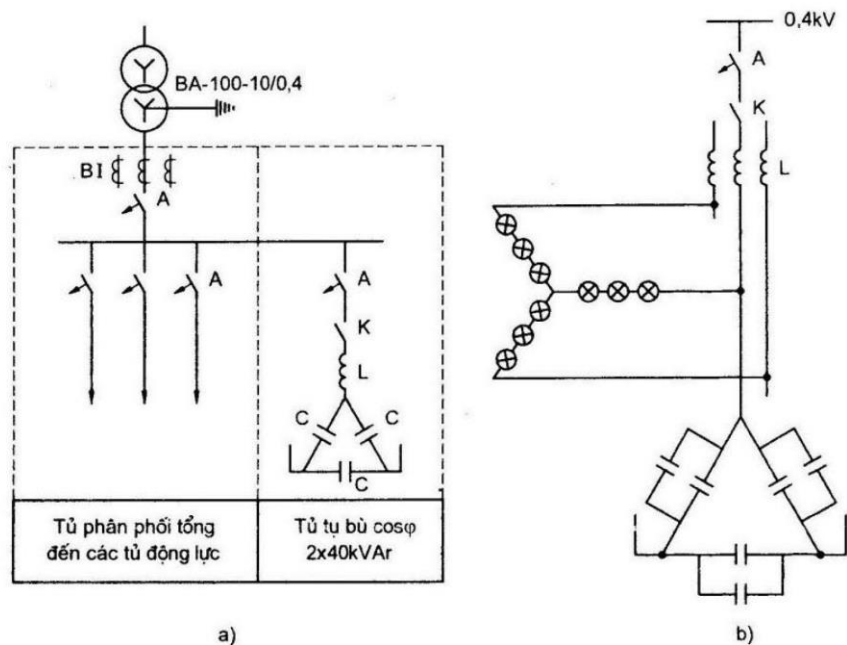 BA-100-10/0,4
BI
A
A
A
K
L
C
C
C
Tủ phân phối tổng
đến các tủ động lực
Tủ tụ bù cosφ
2x40kVAr
a)
0,4kV
A
K
L
b)